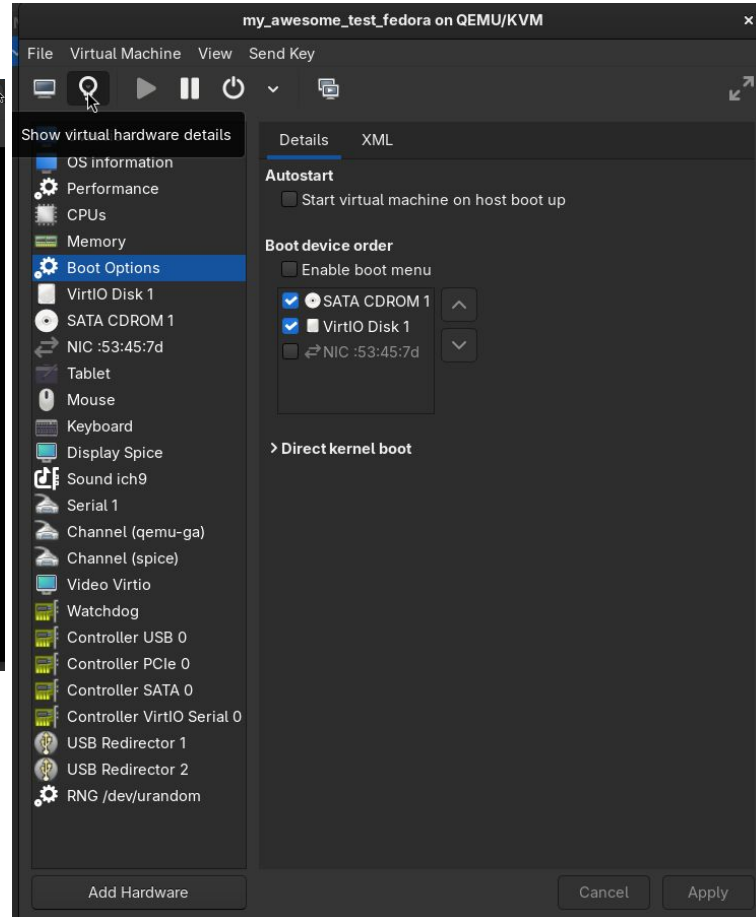 my_awesome_test_fedora on QEMU/KVM
File Virtual Machine View Send Key
Show virtual hardware details
OS information
Performance
CPUs
Memory
Boot Options
VirtIO Disk 1
SATA CDROM 1
NIC :53:45:7d
Tablet
Mouse
Keyboard
Display Spice
Sound ich9
Serial 1
Channel (qemu-ga)
Channel (spice)
Video Virtio
Watchdog
Controller USB 0
Controller PCIe 0
Controller SATA 0
Controller VirtIO Serial 0
USB Redirector 1
USB Redirector 2
RNG /dev/urandom
Add Hardware
Details XML
Autostart
Start virtual machine on host boot up
Boot device order
Enable boot menu
SATA CDROM 1
VirtIO Disk 1
NIC :53:45:7d
Direct kernel boot
Cancel Apply